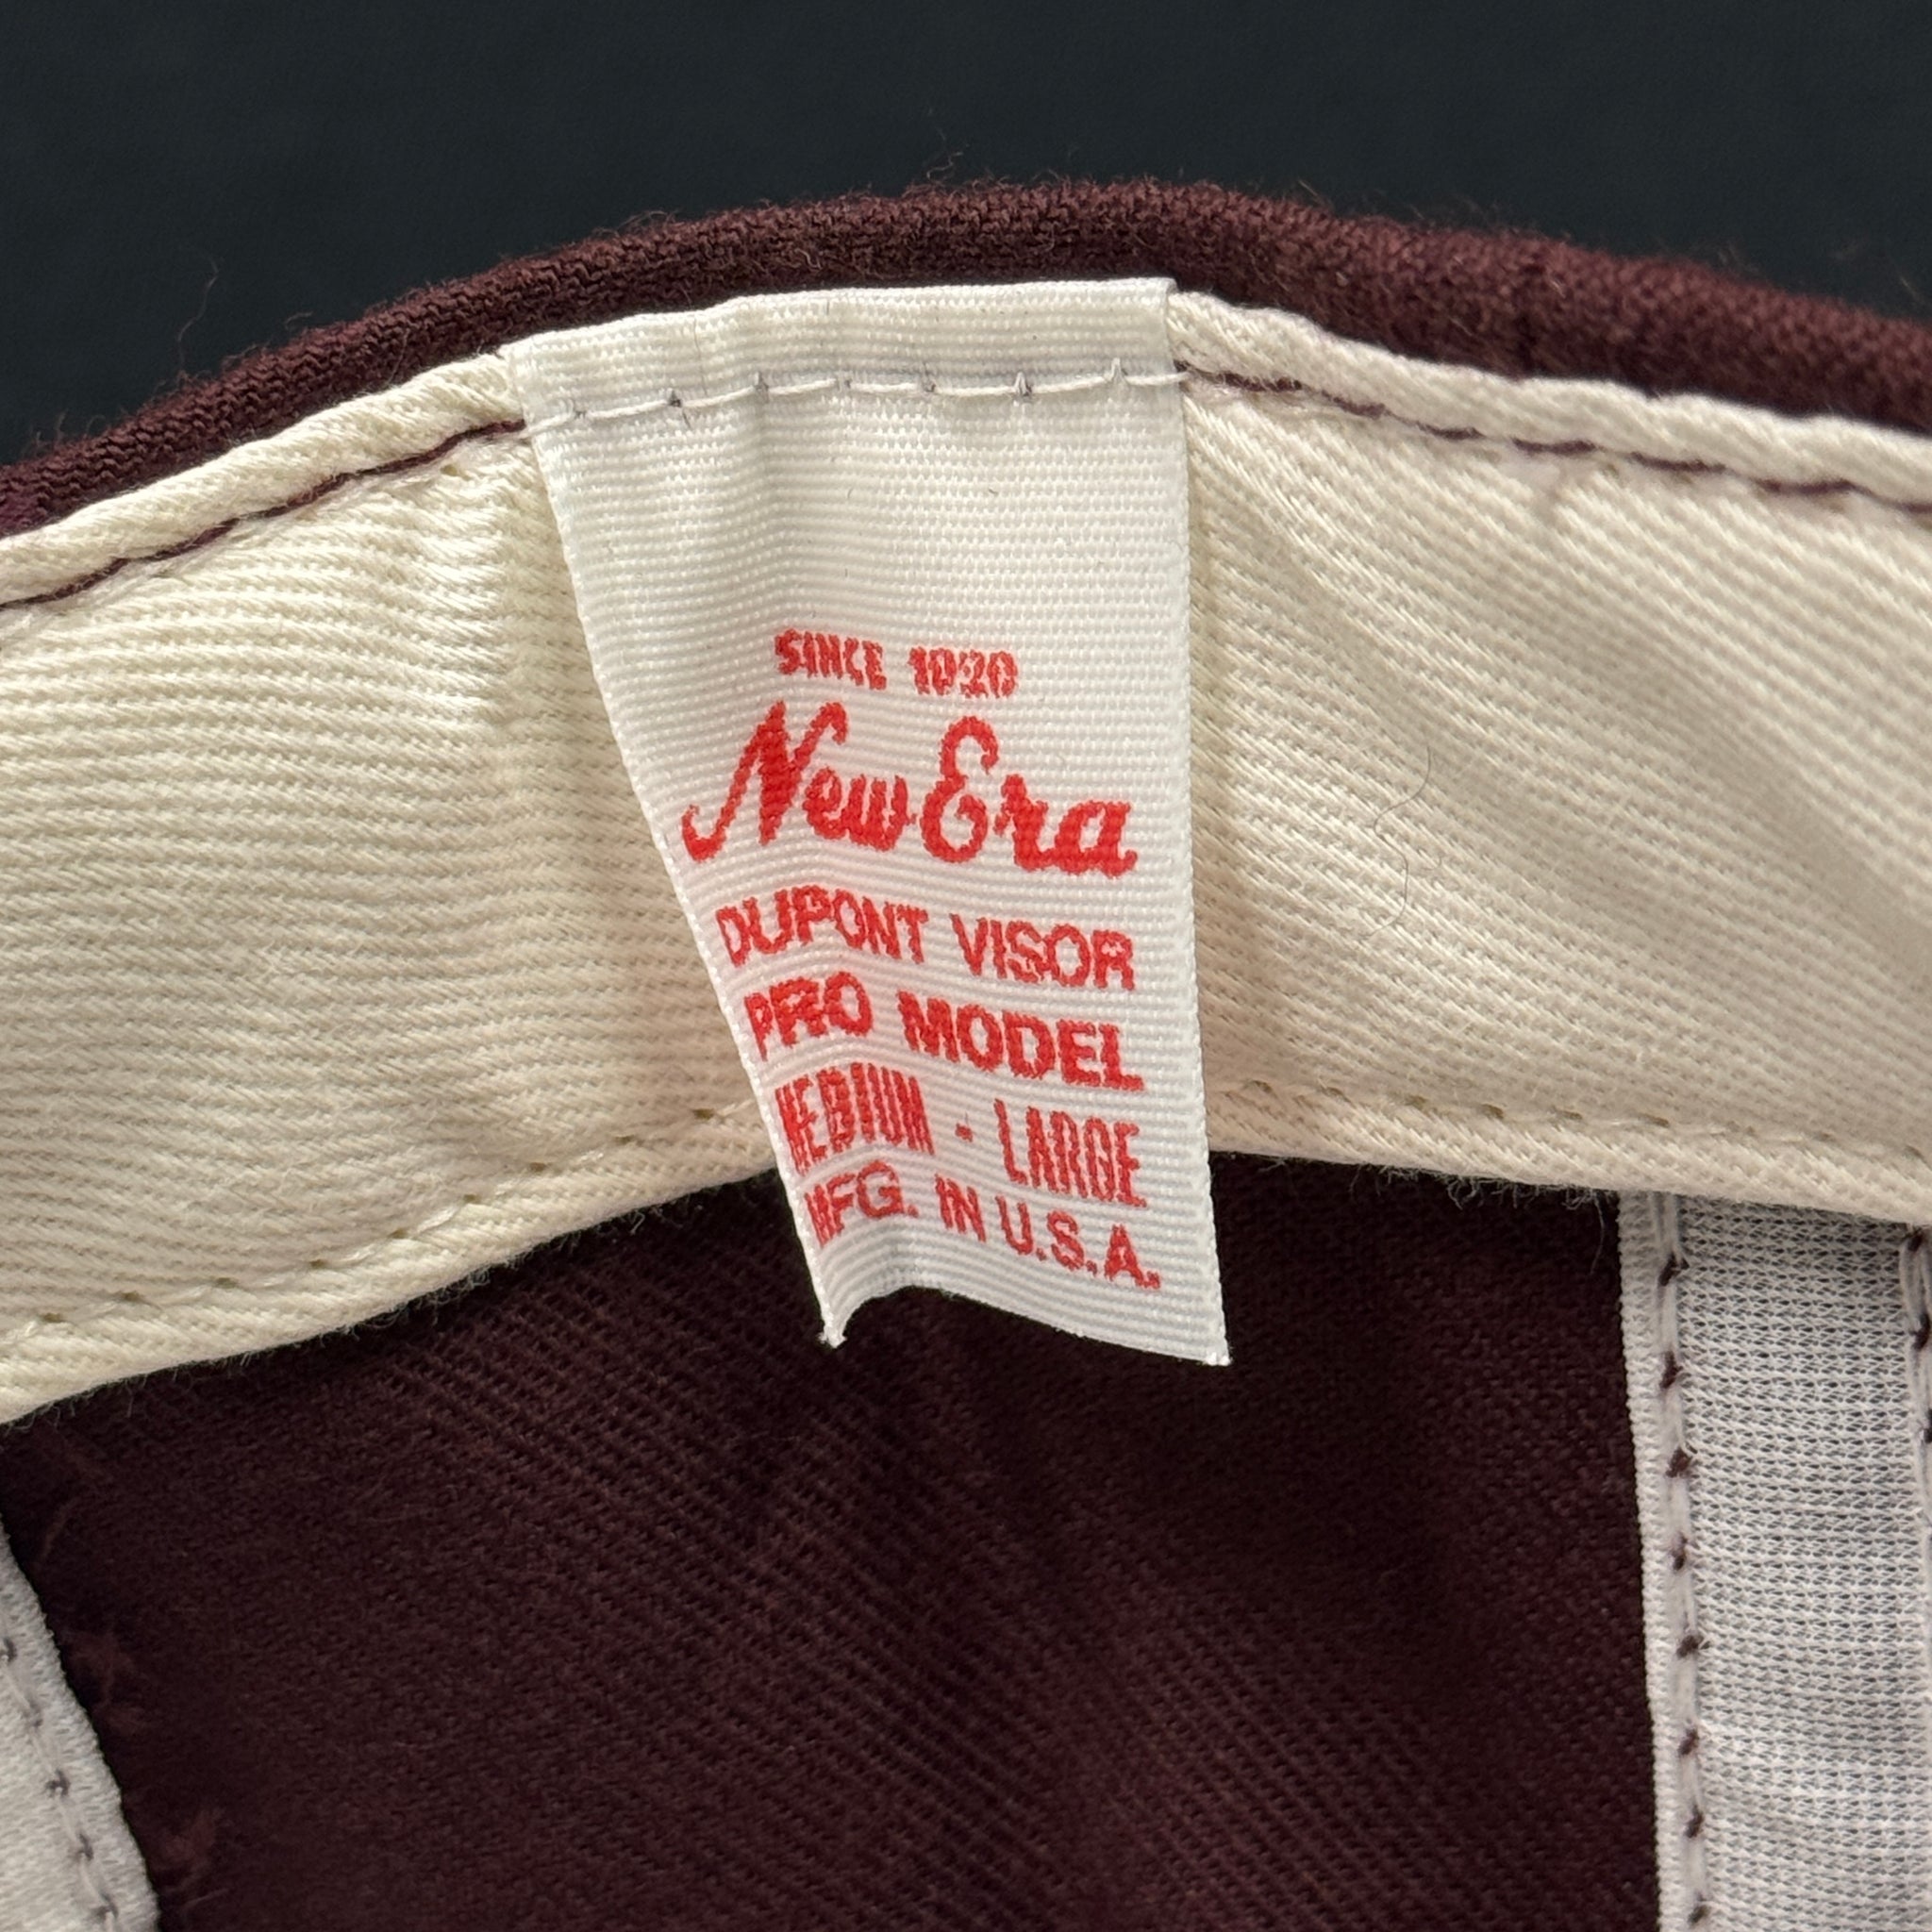 SINCE 1920
New Era
DUPONT VISOR
PRO MODEL
MEDIUM - LARGE
MFG. IN U.S.A.